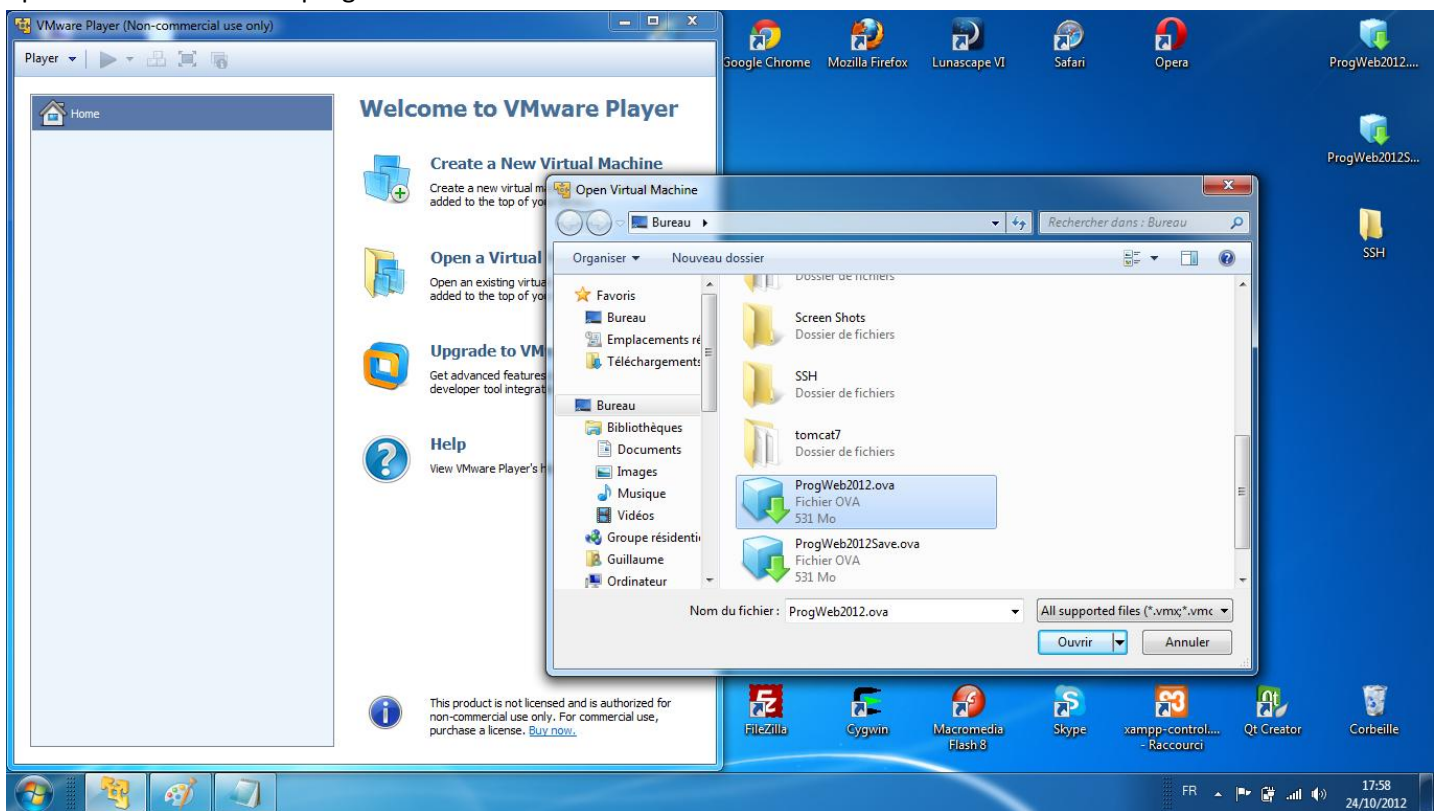 VMware Player (Non-commercial use only)
Player
Home
Welcome to VMware Player
Create a New Virtual Machine
Create a new virtual m
added to the top of yo
Open a Virtual
Open an existing virtua
added to the top of yo
Upgrade to VM
Get advanced features
developer tool integrat
Help
View VMware Player's h
This product is not licensed and is authorized for
non-commercial use only. For commercial use,
purchase a license. Buy now.
Google Chrome
Mozilla Firefox
Lunascape VI
Safari
Opera
ProgWeb2012....
ProgWeb2012S...
SSH
Open Virtual Machine
Bureau
Rechercher dans : Bureau
Organiser
Nouveau dossier
Favoris
Bureau
Emplacements ré
Téléchargements
Bureau
Bibliothèques
Documents
Images
Musique
Vidéos
Groupe résidenti
Guillaume
Ordinateur
Dossier de fichiers
Screen Shots
Dossier de fichiers
SSH
Dossier de fichiers
tomcat7
Dossier de fichiers
ProgWeb2012.ova
Fichier OVA
531 Mo
ProgWeb2012Save.ova
Fichier OVA
531 Mo
Nom du fichier : ProgWeb2012.ova
All supported files (*.vmx;*.vmc
Ouvrir
Annuler
FileZilla
Cygwin
Macromedia
Flash 8
Skype
xampp-control....
- Raccourci
Qt Creator
Corbeille
FR
17:58
24/10/2012